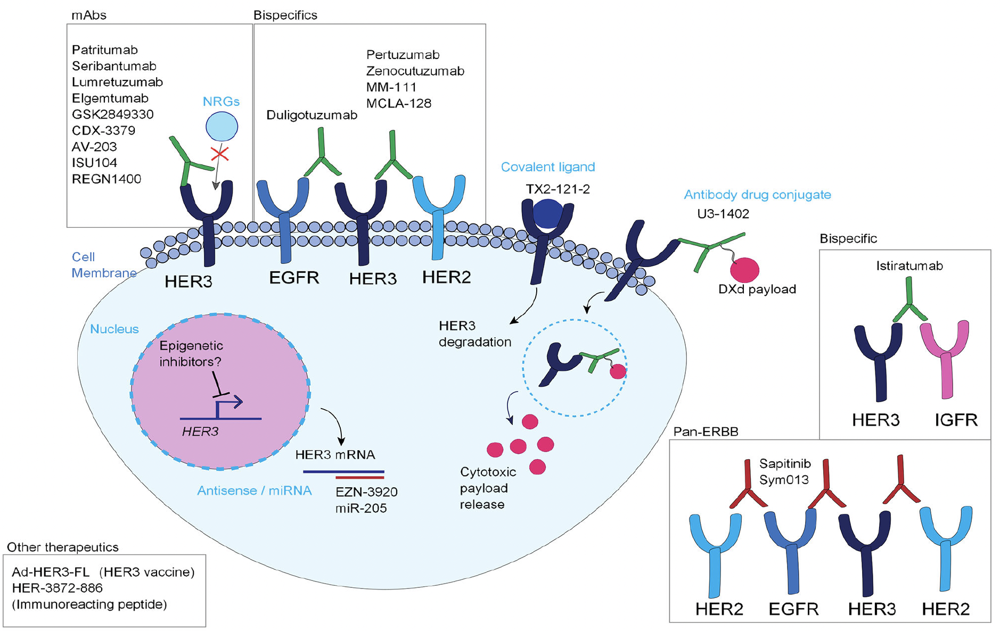 mAbs
Patritumab
Seribantumab
Lumretuzumab
Elgemtumab
GSK2849330
CDX-3379
AV-203
ISU104
REGN1400
NRGs
Bispecifics
Duligotuzumab
Pertuzumab
Zenocutuzumab
MM-111
MCLA-128
Covalent ligand
TX2-121-2
Antibody drug conjugate
U3-1402
DXd payload
Cell
Membrane
HER3
EGFR
HER3
HER2
Bispecific
Istiratumab
HER3
IGFR
Nucleus
Epigenetic
inhibitors?
HER3
HER3
degradation
HER3 mRNA
Antisense / miRNA
EZN-3920
miR-205
Cytotoxic
payload
release
Pan-ERBB
Sapitinib
Sym013
HER2
EGFR
HER3
HER2
Other therapeutics
Ad-HER3-FL (HER3 vaccine)
HER-3872-886
(Immunoreacting peptide)